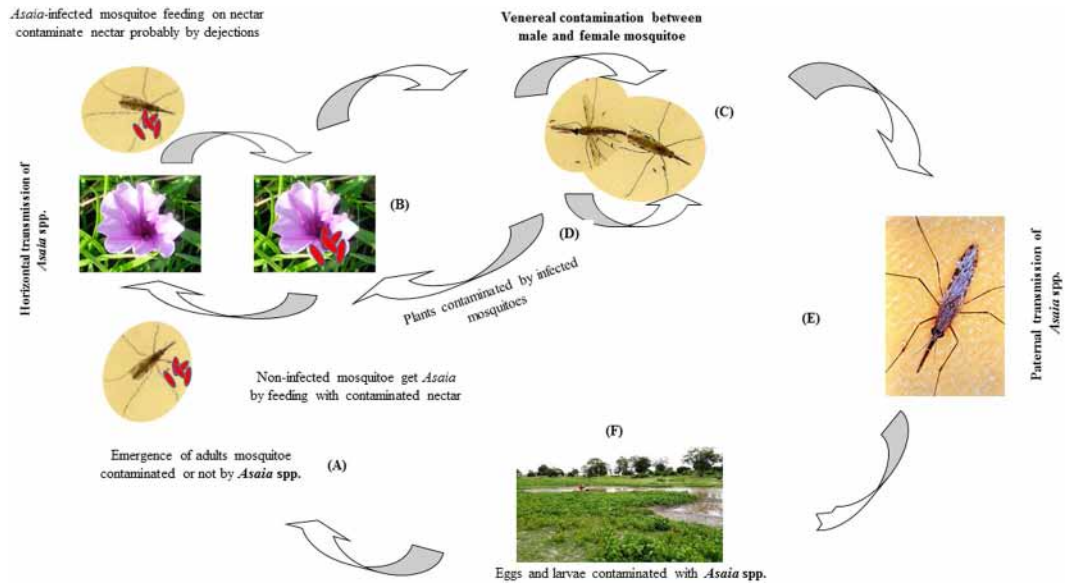 Asaia-infected mosquitoe feeding on nectar
contaminate nectar probably by dejections
Venereal contamination between
male and female mosquitoe
(C)
Horizontal transmission of
Asaia spp.
(B)
(D)
Plants contaminated by infected
mosquitoes
(E)
Paternal transmission of
Asaia spp.
Non-infected mosquitoe get Asaia
by feeding with contaminated nectar
(F)
Emergence of adults mosquitoe
contaminated or not by Asaia spp.
(A)
Eggs and larvae contaminated with Asaia spp.